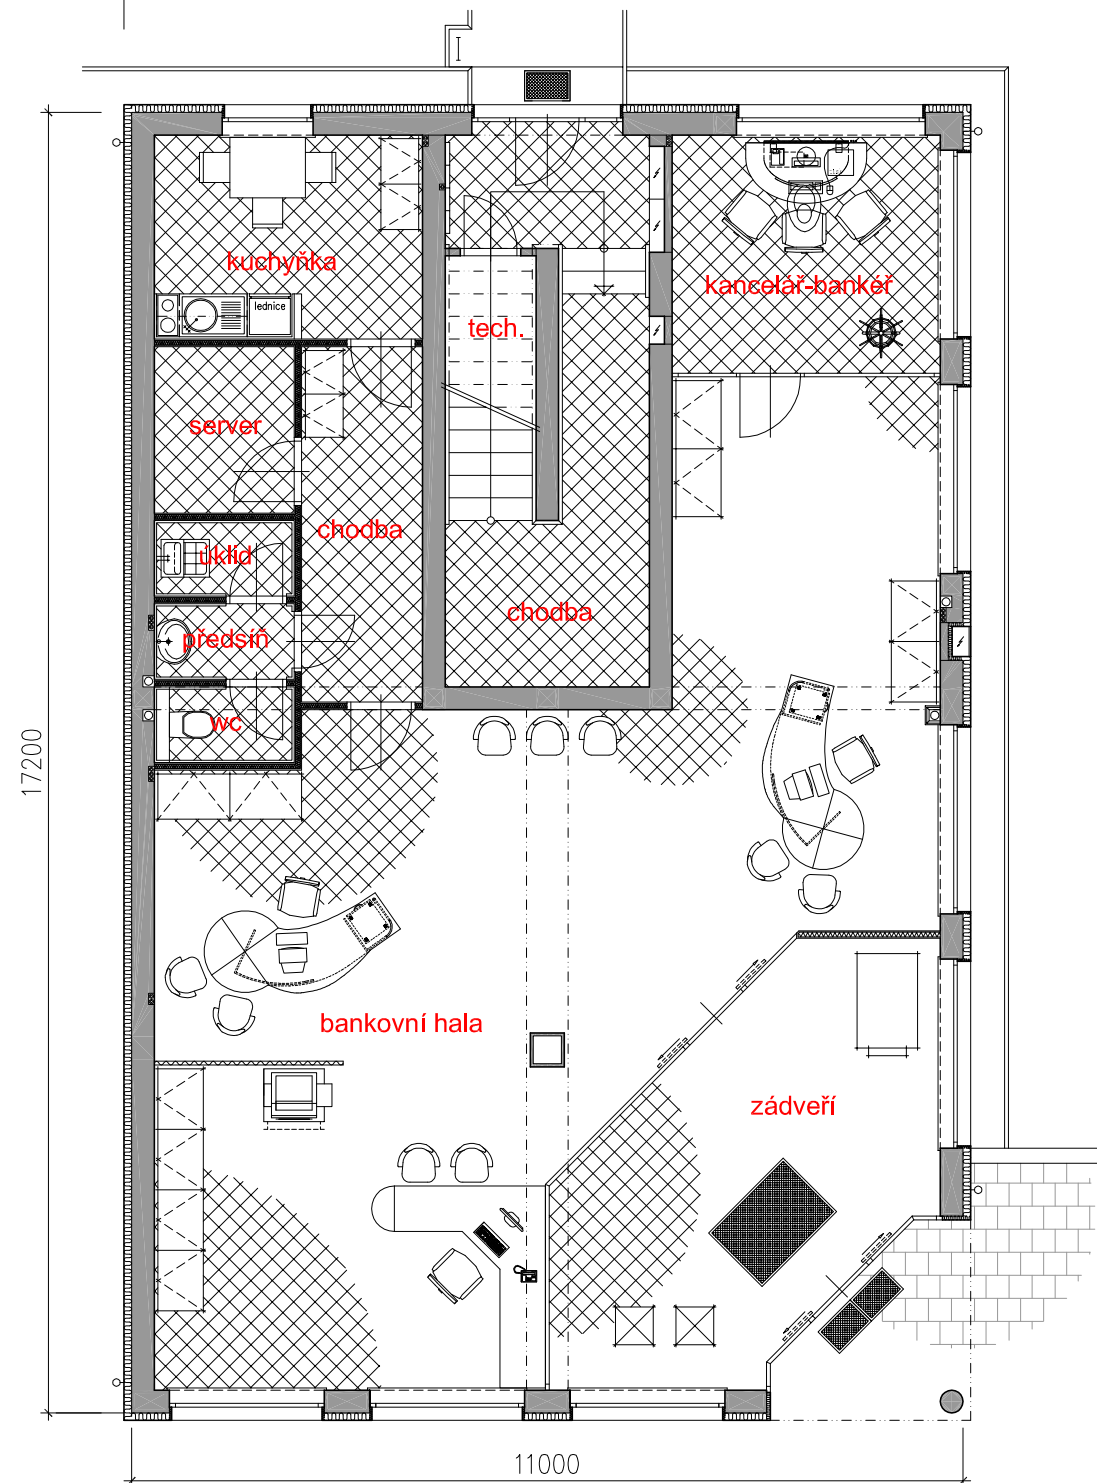 kuchyňka
kancelář-bankéř
lednice
tech.
server
chodba
úklid
chodba
předsíň
wc
17200
bankovní hala
zádveří
11000